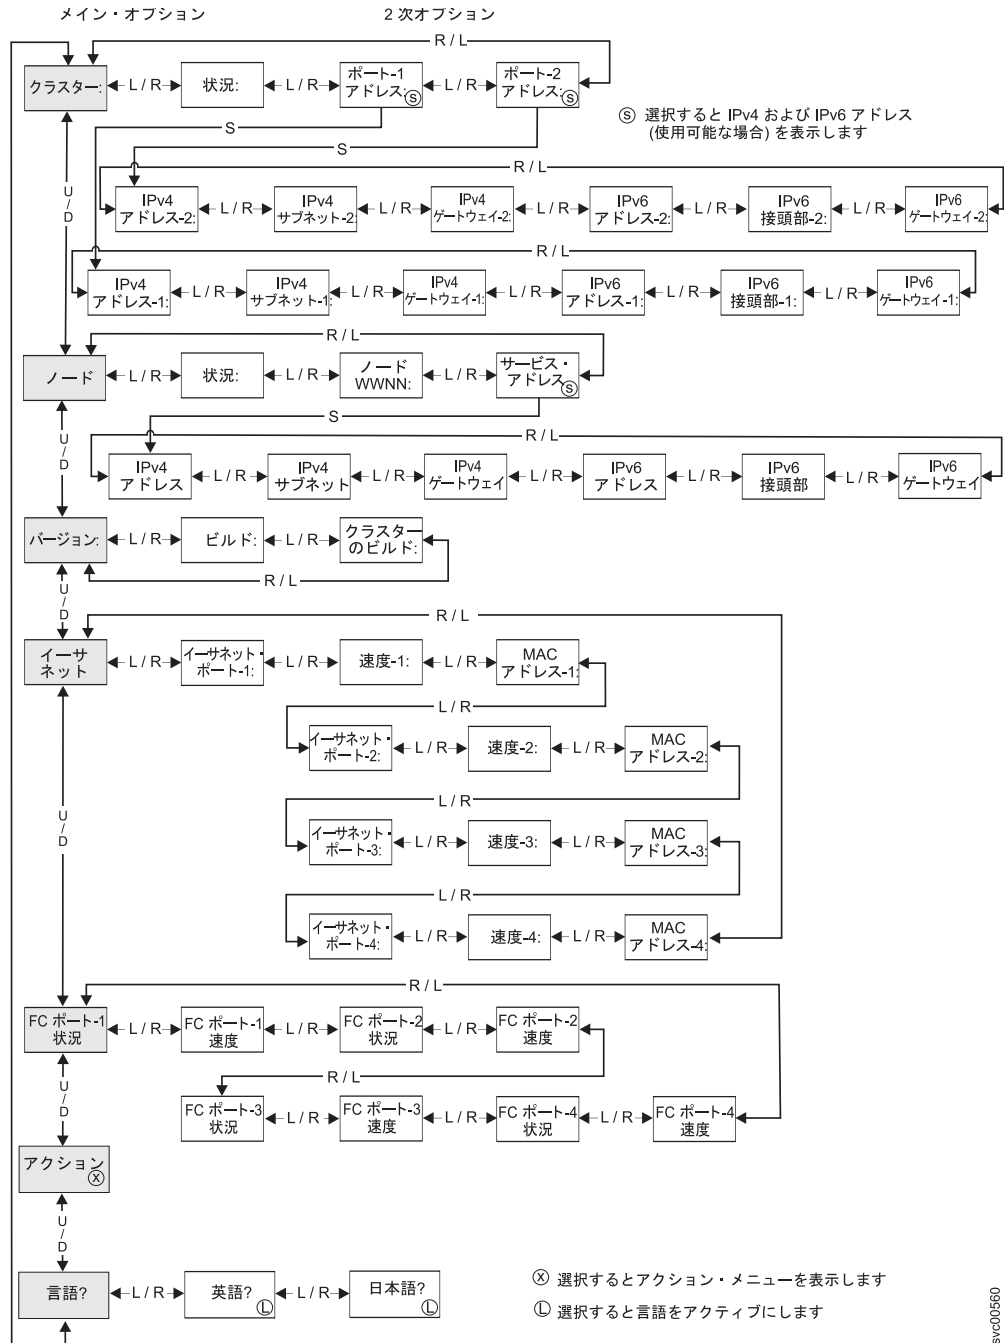 メイン・オプション
2 次オプション
R / L
クラスター:
L / R
状況:
L / R
ポート-1
アドレス:
Ⓢ
L / R
ポート-2
アドレス:
Ⓢ
Ⓢ 選択すると IPv4 および IPv6 アドレス
(使用可能な場合) を表示します
S
S
U/D
R / L
IPv4
アドレス-2:
L / R
IPv4
サブネット-2:
L / R
IPv4
ゲートウェイ-2:
L / R
IPv6
アドレス-2:
L / R
IPv6
接頭部-2:
L / R
IPv6
ゲートウェイ-2:
R / L
IPv4
アドレス-1:
L / R
IPv4
サブネット-1:
L / R
IPv4
ゲートウェイ-1:
L / R
IPv6
アドレス-1:
L / R
IPv6
接頭部-1:
L / R
IPv6
ゲートウェイ-1:
R / L
ノード
L / R
状況:
L / R
ノード
WWNN:
L / R
サービス・
アドレス
Ⓢ
S
U/D
R / L
IPv4
アドレス
L / R
IPv4
サブネット
L / R
IPv4
ゲートウェイ
L / R
IPv6
アドレス
L / R
IPv6
接頭部
L / R
IPv6
ゲートウェイ
バージョン:
L / R
ビルド:
L / R
クラスター
のビルド:
R / L
U/D
R / L
イーサ
ネット
L / R
イーサネット・
ポート-1:
L / R
速度-1:
L / R
MAC
アドレス-1:
L / R
イーサネット・
ポート-2:
L / R
速度-2:
L / R
MAC
アドレス-2:
L / R
U/D
イーサネット・
ポート-3:
L / R
速度-3:
L / R
MAC
アドレス-3:
L / R
イーサネット・
ポート-4:
L / R
速度-4:
L / R
MAC
アドレス-4:
R / L
FC ポート-1
状況
L / R
FC ポート-1
速度
L / R
FC ポート-2
状況
L / R
FC ポート-2
速度
R / L
U/D
FC ポート-3
状況
L / R
FC ポート-3
速度
L / R
FC ポート-4
状況
L / R
FC ポート-4
速度
アクション
ⓧ
U/D
言語?
L / R
英語?
Ⓛ
L / R
日本語?
Ⓛ
ⓧ 選択するとアクション・メニューを表示します
Ⓛ 選択すると言語をアクティブにします
svc00560